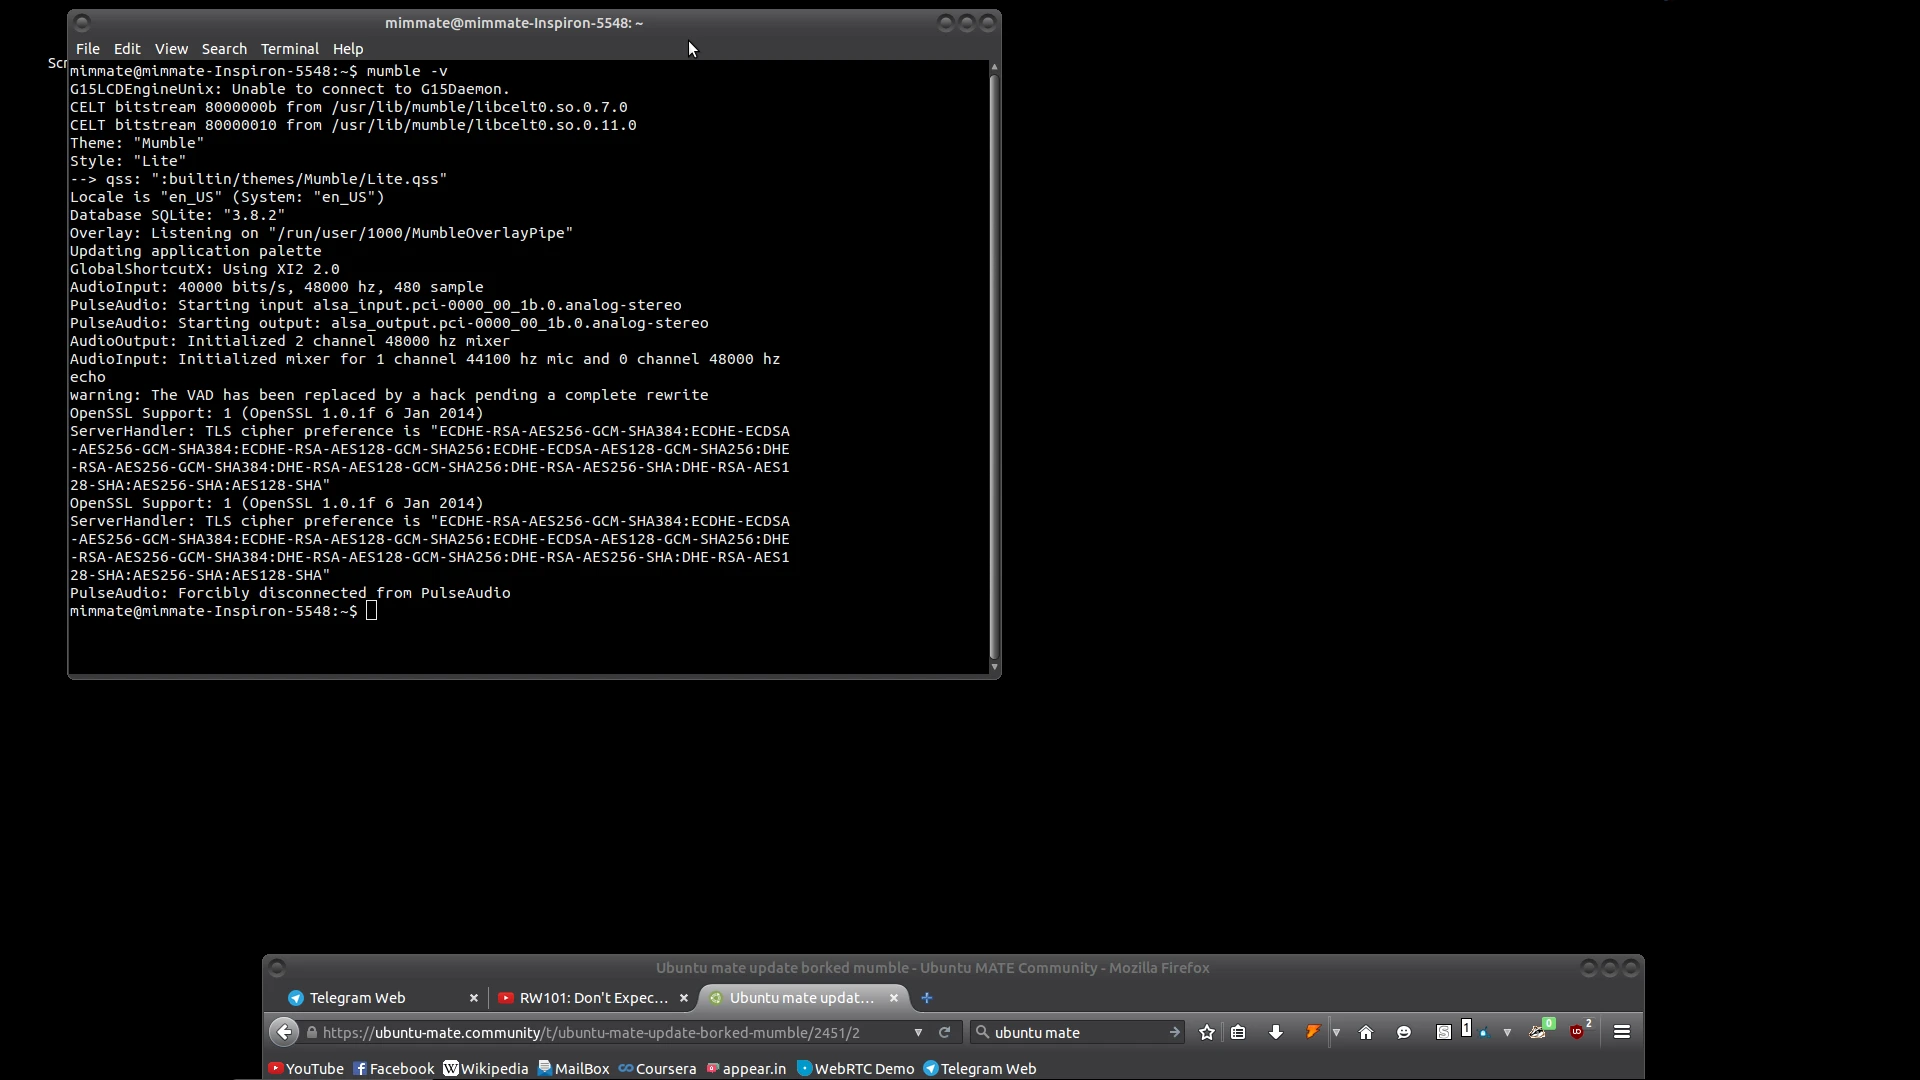 mimmate@mimmate-Inspiron-5548: ~
File Edit View Search Terminal Help
Scr
mimmate@mimmate-Inspiron-5548:~$ mumble -v
G15LCDEngineUnix: Unable to connect to G15Daemon.
CELT bitstream 8000000b from /usr/lib/mumble/libcelt0.so.0.7.0
CELT bitstream 80000010 from /usr/lib/mumble/libcelt0.so.0.11.0
Theme: "Mumble"
Style: "Lite"
--> qss: ":builtin/themes/Mumble/Lite.qss"
Locale is "en_US" (System: "en_US")
Database SQLite: "3.8.2"
Overlay: Listening on "/run/user/1000/MumbleOverlayPipe"
Updating application palette
GlobalShortcutX: Using XI2 2.0
AudioInput: 40000 bits/s, 48000 hz, 480 sample
PulseAudio: Starting input alsa_input.pci-0000_00_1b.0.analog-stereo
PulseAudio: Starting output: alsa_output.pci-0000_00_1b.0.analog-stereo
AudioOutput: Initialized 2 channel 48000 hz mixer
AudioInput: Initialized mixer for 1 channel 44100 hz mic and 0 channel 48000 hz
echo
warning: The VAD has been replaced by a hack pending a complete rewrite
OpenSSL Support: 1 (OpenSSL 1.0.1f 6 Jan 2014)
ServerHandler: TLS cipher preference is "ECDHE-RSA-AES256-GCM-SHA384:ECDHE-ECDSA
-AES256-GCM-SHA384:ECDHE-RSA-AES128-GCM-SHA256:ECDHE-ECDSA-AES128-GCM-SHA256:DHE
-RSA-AES256-GCM-SHA384:DHE-RSA-AES128-GCM-SHA256:DHE-RSA-AES256-SHA:DHE-RSA-AES1
28-SHA:AES256-SHA:AES128-SHA"
OpenSSL Support: 1 (OpenSSL 1.0.1f 6 Jan 2014)
ServerHandler: TLS cipher preference is "ECDHE-RSA-AES256-GCM-SHA384:ECDHE-ECDSA
-AES256-GCM-SHA384:ECDHE-RSA-AES128-GCM-SHA256:ECDHE-ECDSA-AES128-GCM-SHA256:DHE
-RSA-AES256-GCM-SHA384:DHE-RSA-AES128-GCM-SHA256:DHE-RSA-AES256-SHA:DHE-RSA-AES1
28-SHA:AES256-SHA:AES128-SHA"
PulseAudio: Forcibly disconnected from PulseAudio
mimmate@mimmate-Inspiron-5548:~$
Ubuntu mate update borked mumble - Ubuntu MATE Community - Mozilla Firefox
Telegram Web RW101: Don't Expec... Ubuntu mate updat...
https://ubuntu-mate.community/t/ubuntu-mate-update-borked-mumble/2451/2 ubuntu mate S 1 0 UD 2
YouTube Facebook W Wikipedia MailBox Coursera appear.in WebRTC Demo Telegram Web